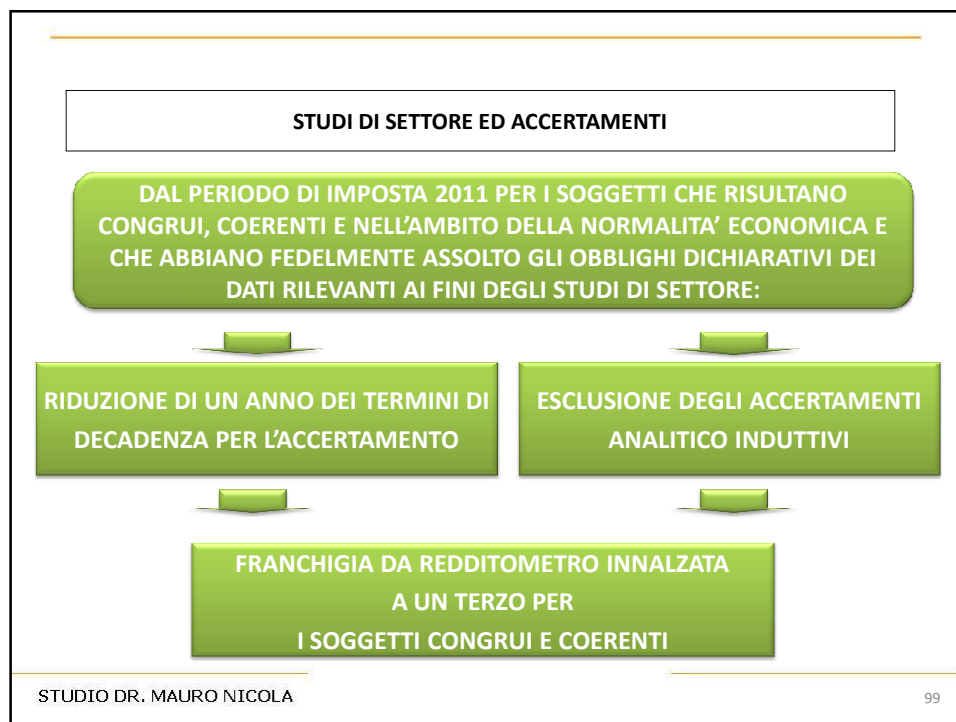 STUDI DI SETTORE ED ACCERTAMENTI
DAL PERIODO DI IMPOSTA 2011 PER I SOGGETTI CHE RISULTANO
CONGRUI, COERENTI E NELL’AMBITO DELLA NORMALITA’ ECONOMICA E
CHE ABBIANO FEDELMENTE ASSOLTO GLI OBBLIGHI DICHIARATIVI DEI
DATI RILEVANTI AI FINI DEGLI STUDI DI SETTORE:
RIDUZIONE DI UN ANNO DEI TERMINI DI
DECADENZA PER L’ACCERTAMENTO
ESCLUSIONE DEGLI ACCERTAMENTI
ANALITICO INDUTTIVI
FRANCHIGIA DA REDDITOMETRO INNALZATA
A UN TERZO PER
I SOGGETTI CONGRUI E COERENTI
STUDIO DR. MAURO NICOLA
99